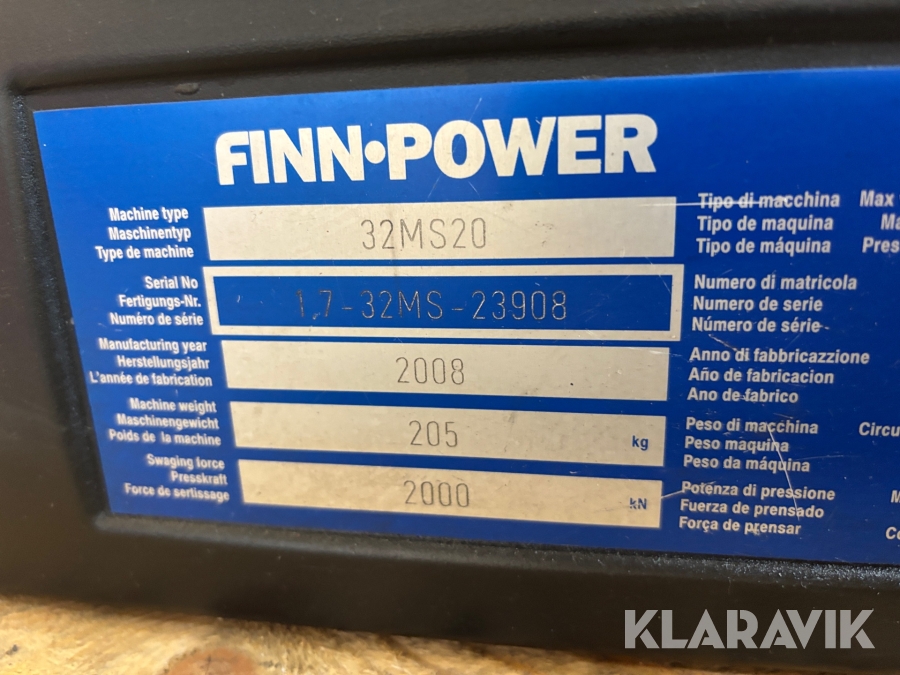 FINN-POWER
Machine type
Maschinentyp
Type de machine
32MS20
Tipo di macchina
Tipo de maquina
Tipo de máquina
Max
Pres
Serial No
Fertigungs-Nr.
Numéro de série
1.7-32MS-23908
Numero di matricola
Numero de serie
Número de série
Manufacturing year
Herstellungsjahr
L'année de fabrication
2008
Anno di fabbricazzione
Año de fabricacion
Ano de fabrico
Machine weight
Maschinengewicht
Poids de la machine
205 kg
Peso di macchina
Peso maquina
Peso da máquina
Circu
Swaging force
Presskraft
Force de sertissage
2000 kN
Potenza di pressione
Fuerza de prensado
Força de prensar
KLARAVIK